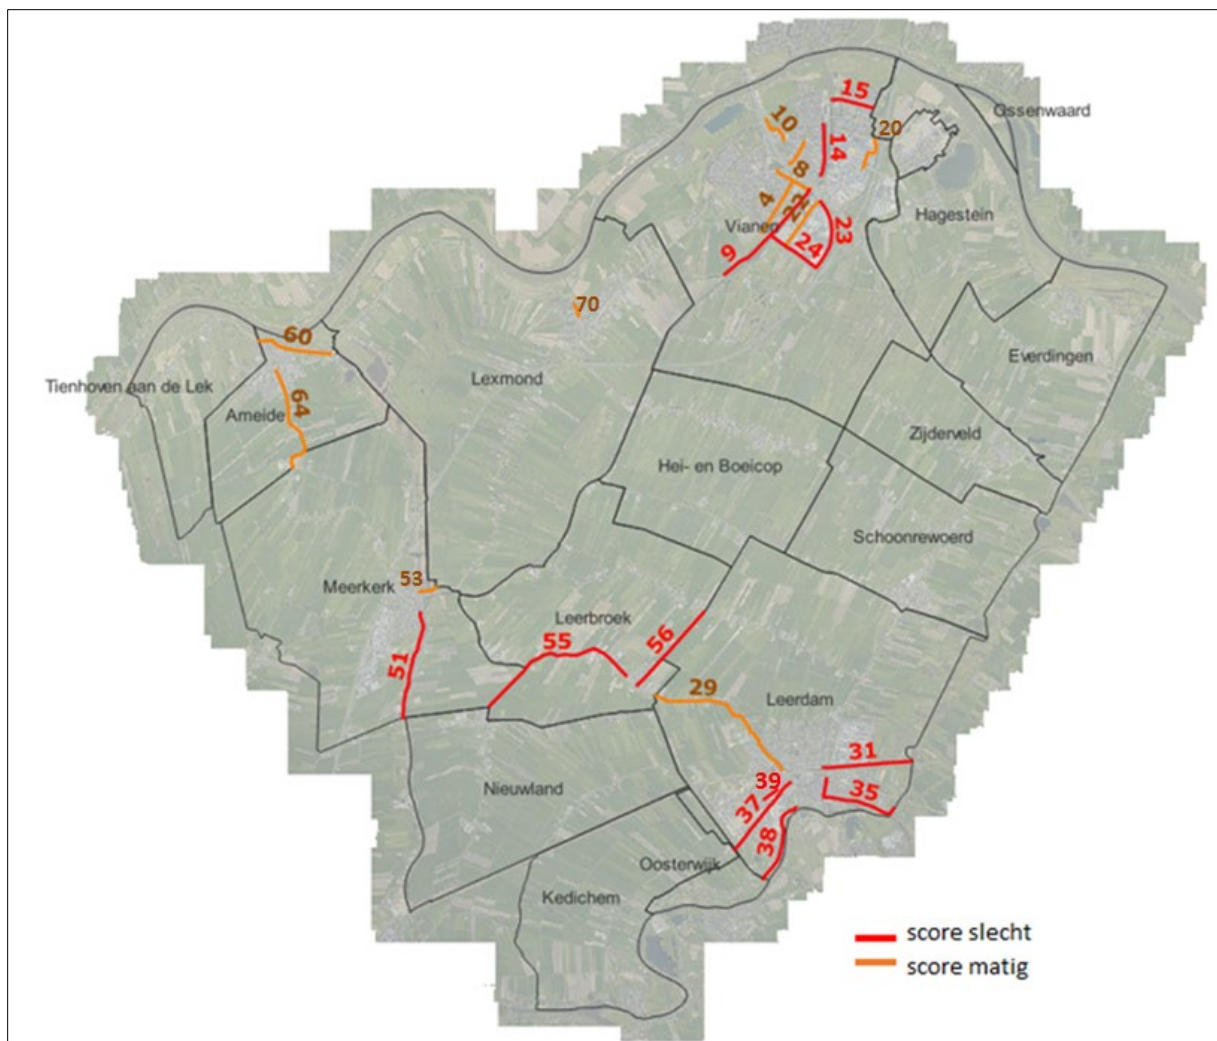 15
Ossenwaard
10
20
14
8
4
22
Hagestein
Vianen
23
24
9
70
60
Everdingen
Lexmond
Tienhoven aan de Lek
64
Ameide
Zijderveld
Hei- en Boeicop
Schoonrewoerd
53
Meerkerk
Leerbroek
55
56
51
29
Leerdam
31
39
Nieuwland
35
37
38
Oosterwijk
Kedichem
score slecht
score matig